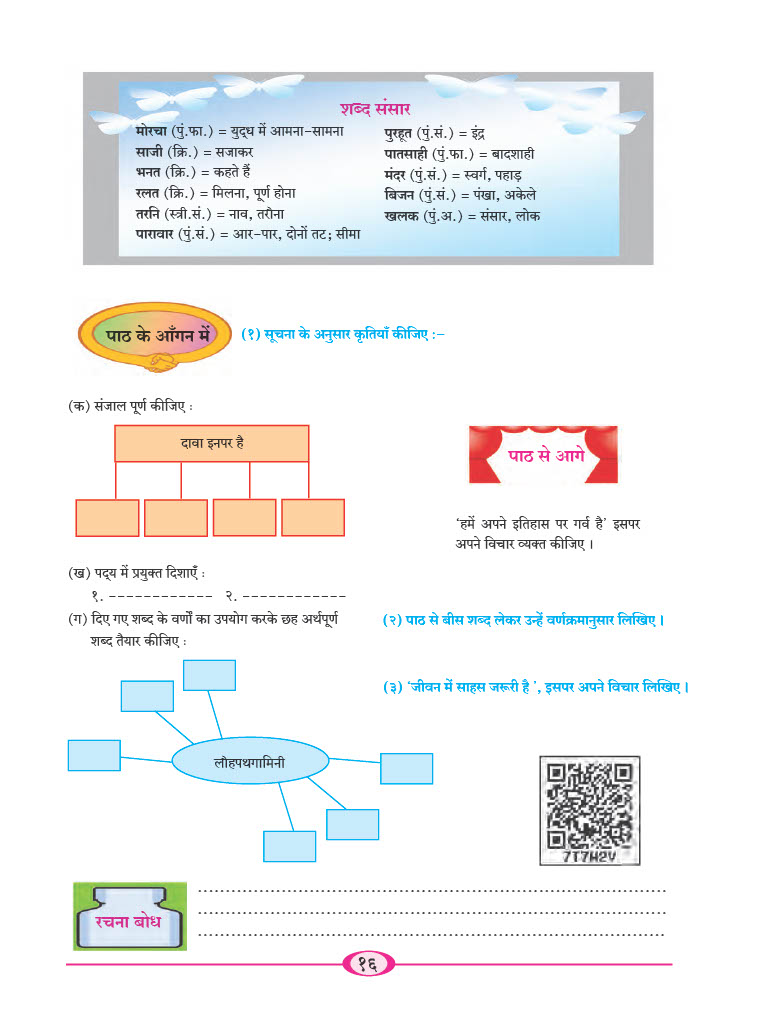 शब्द संसार
मोरचा (पुं.फा.) = युद्ध में आमना-सामना
साजी (क्रि.) = सजाकर
भनत (क्रि.) = कहते हैं
रलत (क्रि.) = मिलना, पूर्ण होना
तरनि (स्त्री.सं.) = नाव, तरौना
पारावार (पुं.सं.) = आर-पार, दोनों तट; सीमा
पुरहूत (पुं.सं.) = इंद्र
पातसाही (पुं.फा.) = बादशाही
मंदर (पुं.सं.) = स्वर्ग, पहाड़
बिजन (पुं.सं.) = पंखा, अकेले
खलक (पुं.अ.) = संसार, लोक
पाठ के आँगन में
(१) सूचना के अनुसार कृतियाँ कीजिए :-
(क) संजाल पूर्ण कीजिए :
दावा इनपर है
पाठ से आगे
‘हमें अपने इतिहास पर गर्व है’ इसपर
अपने विचार व्यक्त कीजिए ।
(ख) पद्य में प्रयुक्त दिशाएँ :
१. ------------ २. ------------
(ग) दिए गए शब्द के वर्णों का उपयोग करके छह अर्थपूर्ण
शब्द तैयार कीजिए :
लौहपथगामिनी
(२) पाठ से बीस शब्द लेकर उन्हें वर्णक्रमानुसार लिखिए ।
(३) ‘जीवन में साहस जरूरी है ’, इसपर अपने विचार लिखिए ।
7T7W2V
रचना बोध
१६